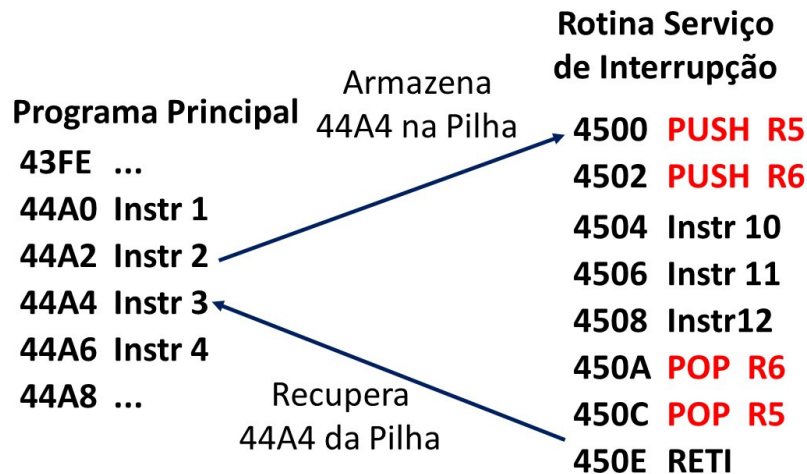 Programa Principal
43FE ...
44A0 Instr 1
44A2 Instr 2
44A4 Instr 3
44A6 Instr 4
44A8 ...
Armazena
44A4 na Pilha
Recupera
44A4 da Pilha
Rotina Serviço
de Interrupção
4500 PUSH R5
4502 PUSH R6
4504 Instr 10
4506 Instr 11
4508 Instr12
450A POP R6
450C POP R5
450E RETI